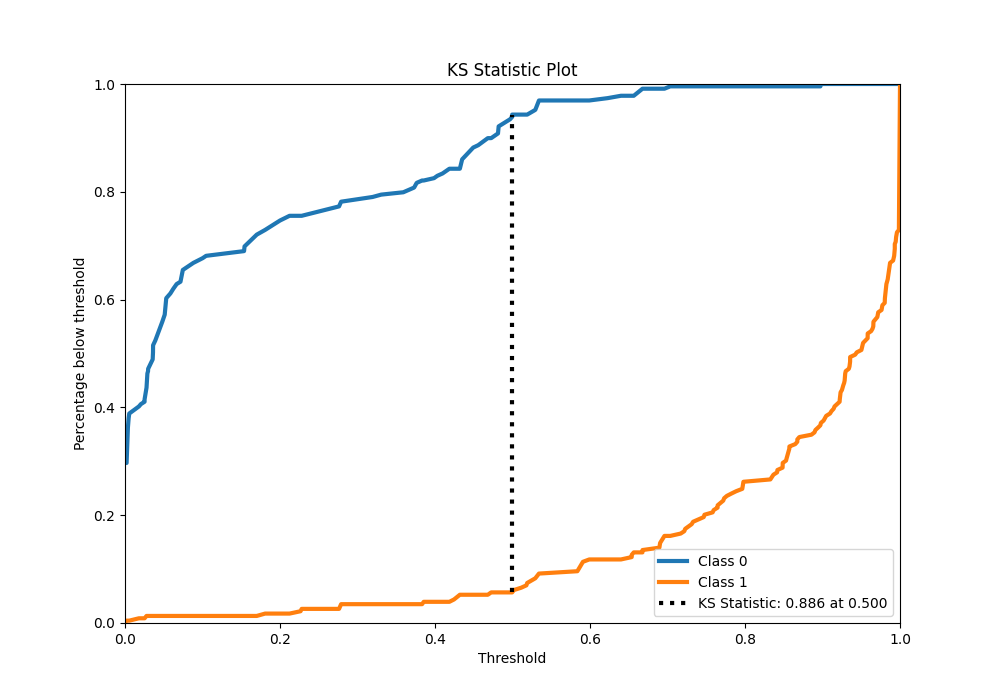 KS Statistic Plot
Percentage below threshold
1.0
0.8
0.6
0.4
0.2
0.0
0.0 0.2 0.4 0.6 0.8 1.0
Threshold
Class 0
Class 1
KS Statistic: 0.886 at 0.500